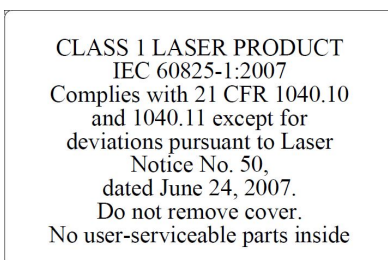 CLASS 1 LASER PRODUCT
IEC 60825-1:2007
Complies with 21 CFR 1040.10
and 1040.11 except for
deviations pursuant to Laser
Notice No. 50,
dated June 24, 2007.
Do not remove cover.
No user-serviceable parts inside